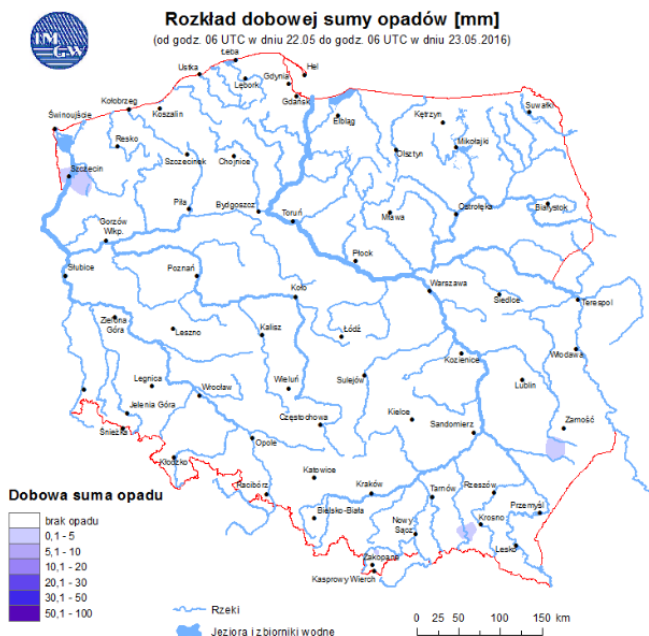 IM
GW
Rozkład dobowej sumy opadów [mm]
(od godz. 06 UTC w dniu 22.05 do godz. 06 UTC w dniu 23.05.2016)
Łeba
Hel
Ustka
Gdynia
Lębork
Suwałki
Kołobrzeg
Gdańsk
Świnoujście
Koszalin
Elbląg
Kętrzyn
Resko
Mikołajki
Szczecinek
Chojnice
Olsztyn
Szczecin
Piła
Bydgoszcz
Toruń
Mława
Ostrołęka
Białystok
Gorzów
Wlkp.
Płock
Słubice
Poznań
Koło
Warszawa
Siedlce
Terespol
Zielona
Góra
Leszno
Kalisz
Łódź
Kozienice
Włodawa
Legnica
Wrocław
Wieluń
Sulejów
Lublin
Jelenia Góra
Częstochowa
Kielce
Sandomierz
Zamość
Śnieżka
Opole
Kłodzko
Katowice
Racibórz
Kraków
Tarnów
Rzeszów
Przemyśl
Bielsko-Biała
Nowy
Sącz
Krosno
Lesko
Zakopane
Kasprowy Wierch
Dobowa suma opadu
brak opadu
0,1 - 5
5,1 - 10
10,1 - 20
20,1 - 30
30,1 - 50
50,1 - 100
Rzeki
Jeziora i zbiorniki wodne
0 25 50 100 150 km